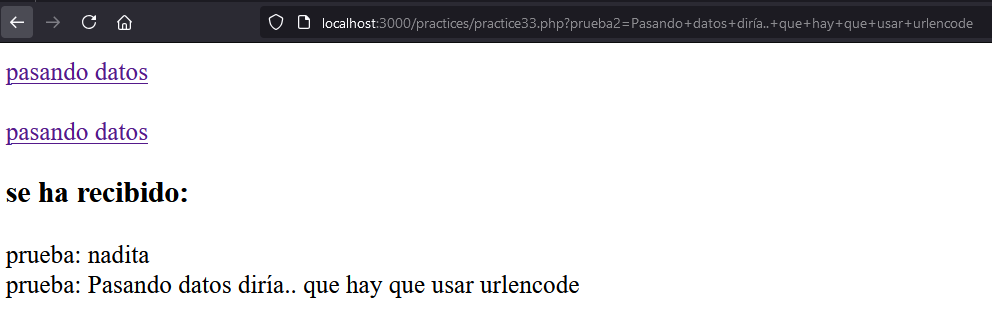 localhost:3000/practices/practice33.php?prueba2=Pasando+datos+diría..+que+hay+que+usar+urlencode
pasando datos
pasando datos
se ha recibido:
prueba: nadita
prueba: Pasando datos diría.. que hay que usar urlencode